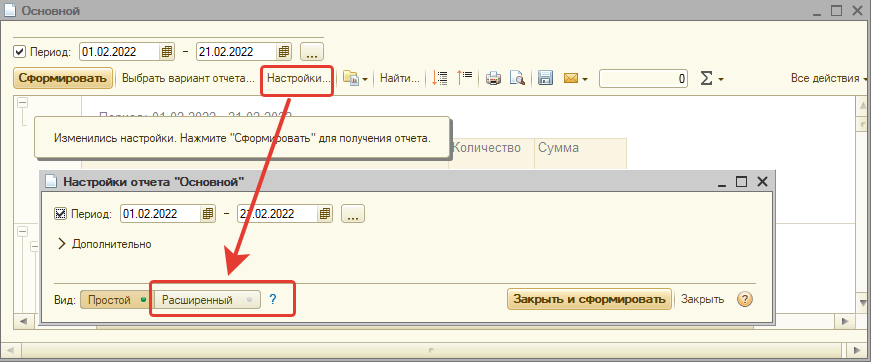 Основной
Период: 01.02.2022 – 21.02.2022 ...
Сформировать Выбрать вариант отчета... Настройки... Найти... 0 Σ Все действия
Период: 01.02.2022 - 21.02.2022
Изменились настройки. Нажмите "Сформировать" для получения отчета.
Количество Сумма
Настройки отчета "Основной"
Период: 01.02.2022 – 21.02.2022 ...
Дополнительно
Вид: Простой Расширенный ? Закрыть и сформировать Закрыть ?